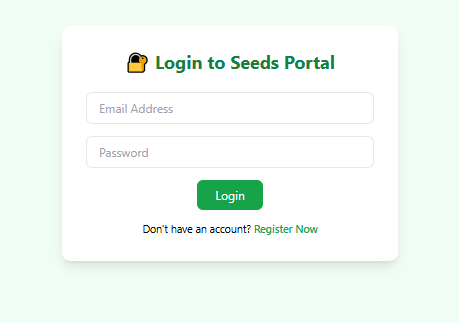 🔐 Login to Seeds Portal
Email Address
Password
Login
Don't have an account? Register Now